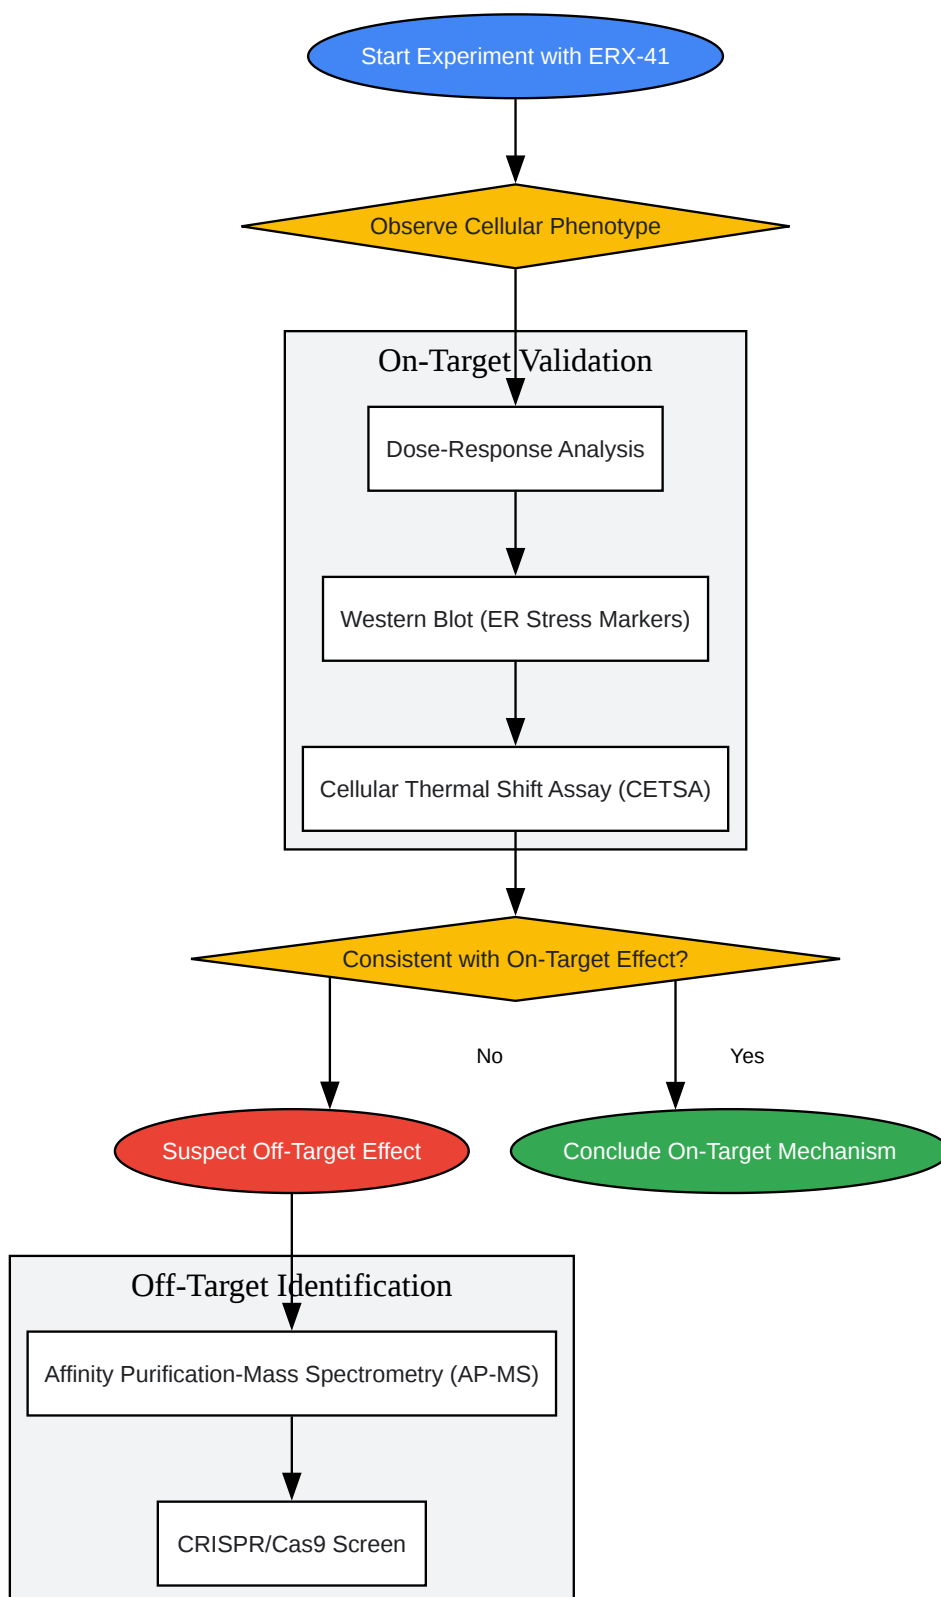 Start Experiment with ERX-41
Observe Cellular Phenotype
On-Target Validation
Dose-Response Analysis
Western Blot (ER Stress Markers)
Cellular Thermal Shift Assay (CETSA)
Consistent with On-Target Effect?
No
Yes
Suspect Off-Target Effect
Conclude On-Target Mechanism
Off-Target Identification
Affinity Purification-Mass Spectrometry (AP-MS)
CRISPR/Cas9 Screen